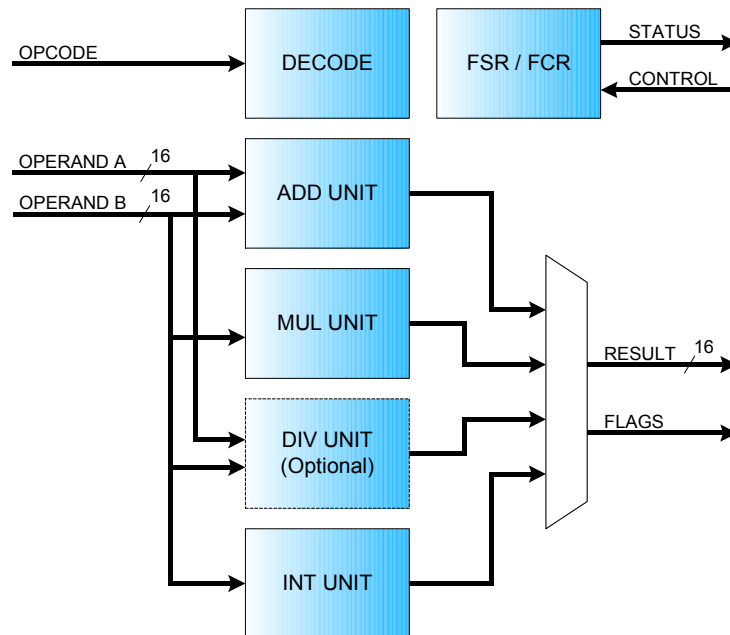 OPCODE
DECODE
FSR / FCR
STATUS
CONTROL
OPERAND A
16
OPERAND B
16
ADD UNIT
MUL UNIT
RESULT
16
DIV UNIT
(Optional)
FLAGS
INT UNIT